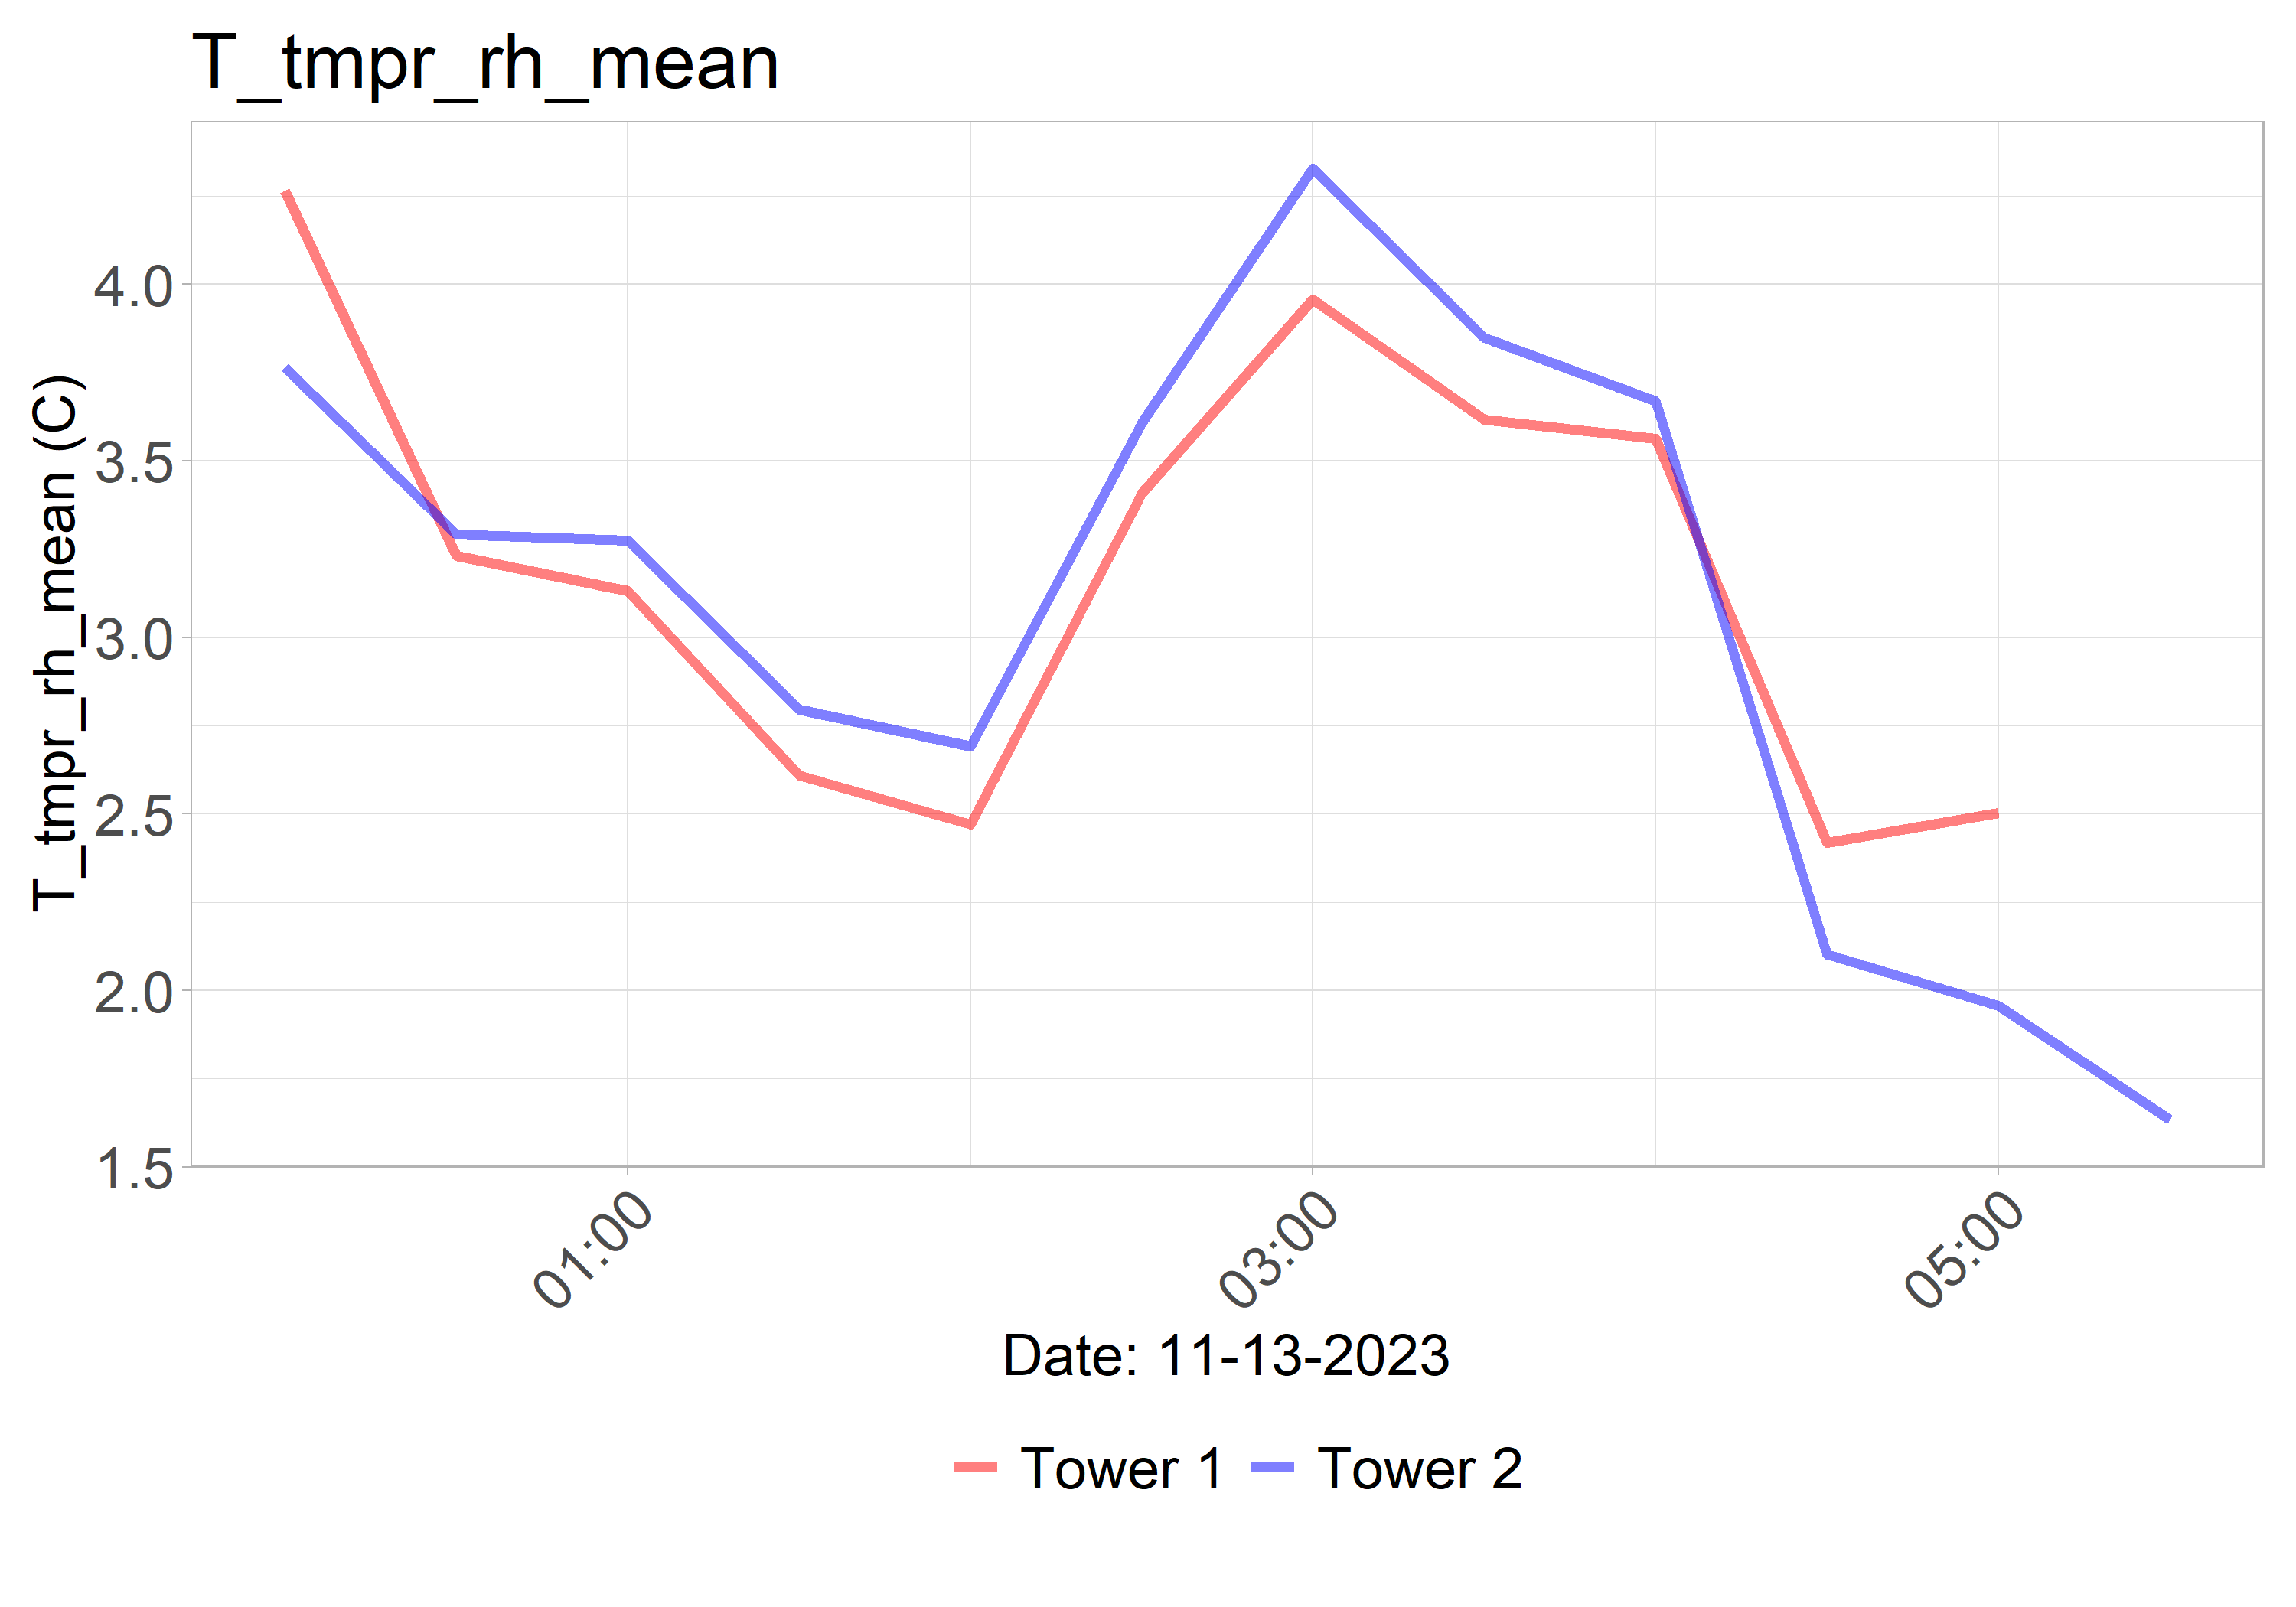 T_tmpr_rh_mean
T_tmpr_rh_mean (C)
4.0
3.5
3.0
2.5
2.0
1.5
01:00
03:00
05:00
Date: 11-13-2023
Tower 1
Tower 2